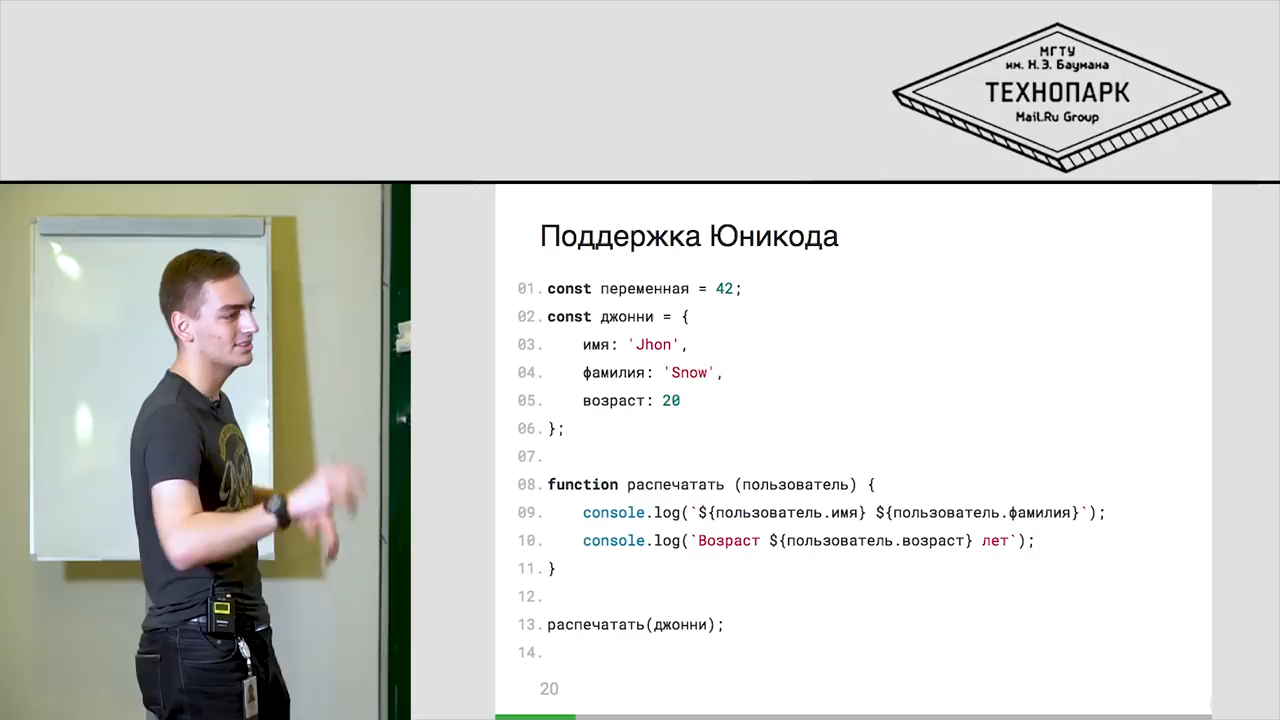 МГТУ
им. Н.Э. Баумана
ТЕХНОПАРК
Mail.Ru Group
Поддержка Юникода
01. const переменная = 42;
02. const джонни = {
03. имя: 'Jhon',
04. фамилия: 'Snow',
05. возраст: 20
06. };
07.
08. function распечатать (пользователь) {
09. console.log(`${пользователь.имя} ${пользователь.фамилия}`);
10. console.log(`Возраст ${пользователь.возраст} лет`);
11. }
12.
13. распечатать(джонни);
14.
20